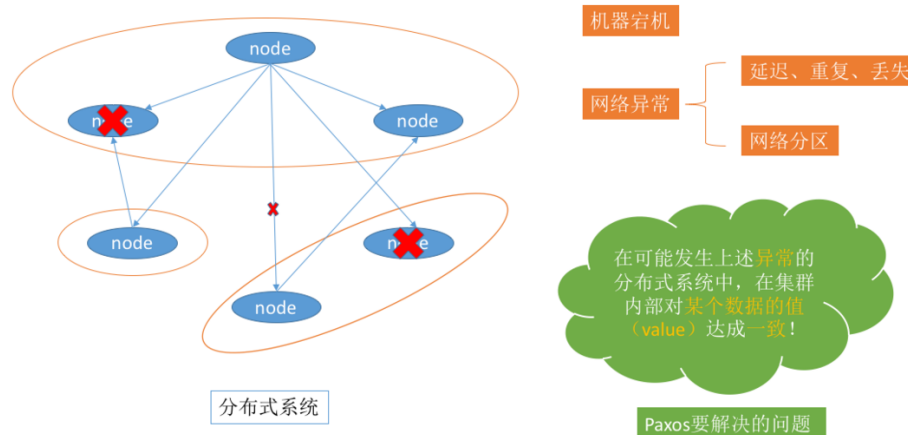 机器宕机
node
延迟、重复、丢失
网络异常
node
node
网络分区
node
node
node
在可能发生上述异常的
分布式系统中，在集群
内部对某个数据的值
（value）达成一致！
分布式系统
Paxos要解决的问题